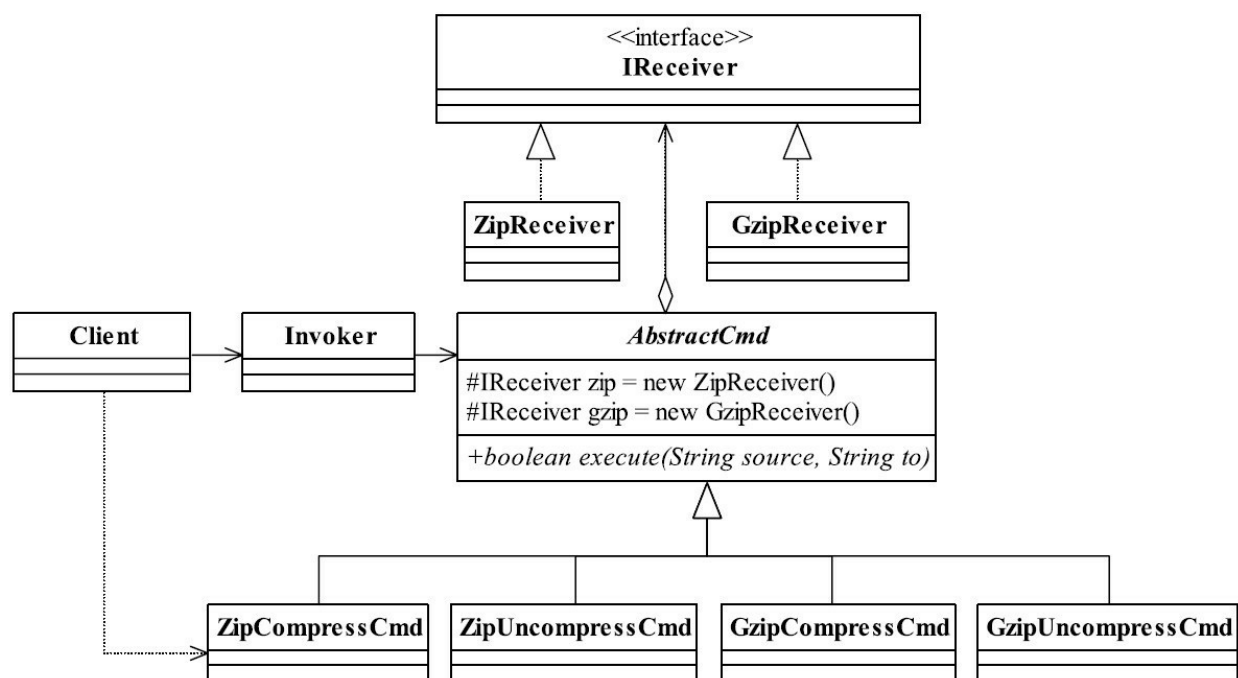 <<interface>>
IReceiver
ZipReceiver
GzipReceiver
Client
Invoker
AbstractCmd
#IReceiver zip = new ZipReceiver()
#IReceiver gzip = new GzipReceiver()
+boolean execute(String source, String to)
ZipCompressCmd
ZipUncompressCmd
GzipCompressCmd
GzipUncompressCmd